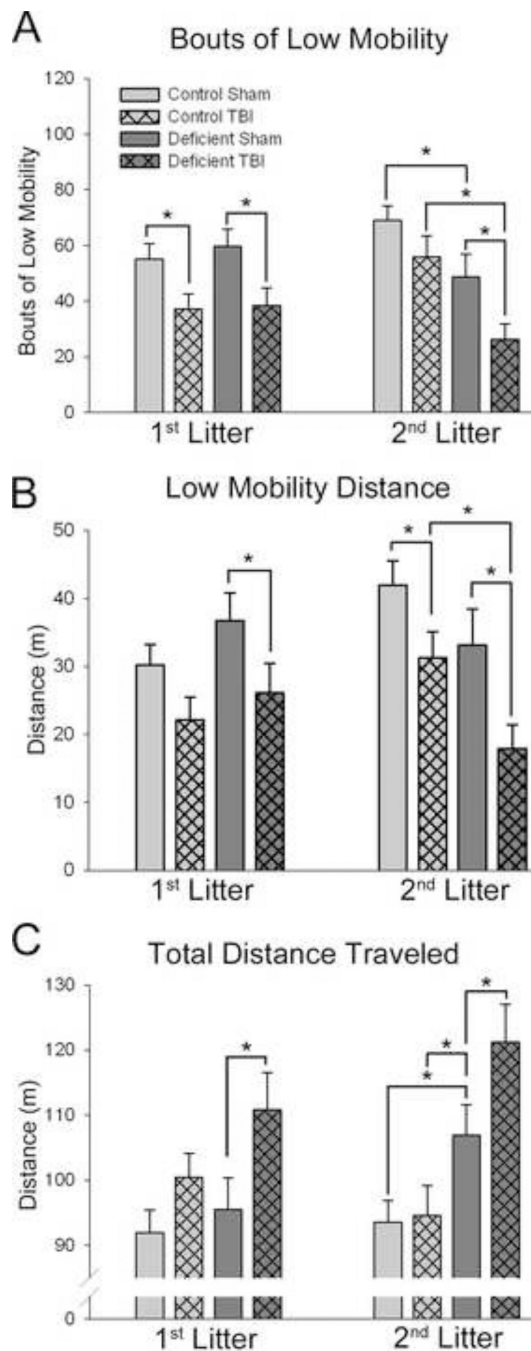 A
Bouts of Low Mobility
120
100
80
60
40
20
0
Bouts of Low Mobility
Control Sham
Control TBI
Deficient Sham
Deficient TBI
*
*
*
*
*
1st Litter
2nd Litter
B
Low Mobility Distance
50
40
30
20
10
0
Distance (m)
*
*
*
*
1st Litter
2nd Litter
C
Total Distance Traveled
130
120
110
100
90
0
Distance (m)
*
*
*
*
1st Litter
2nd Litter